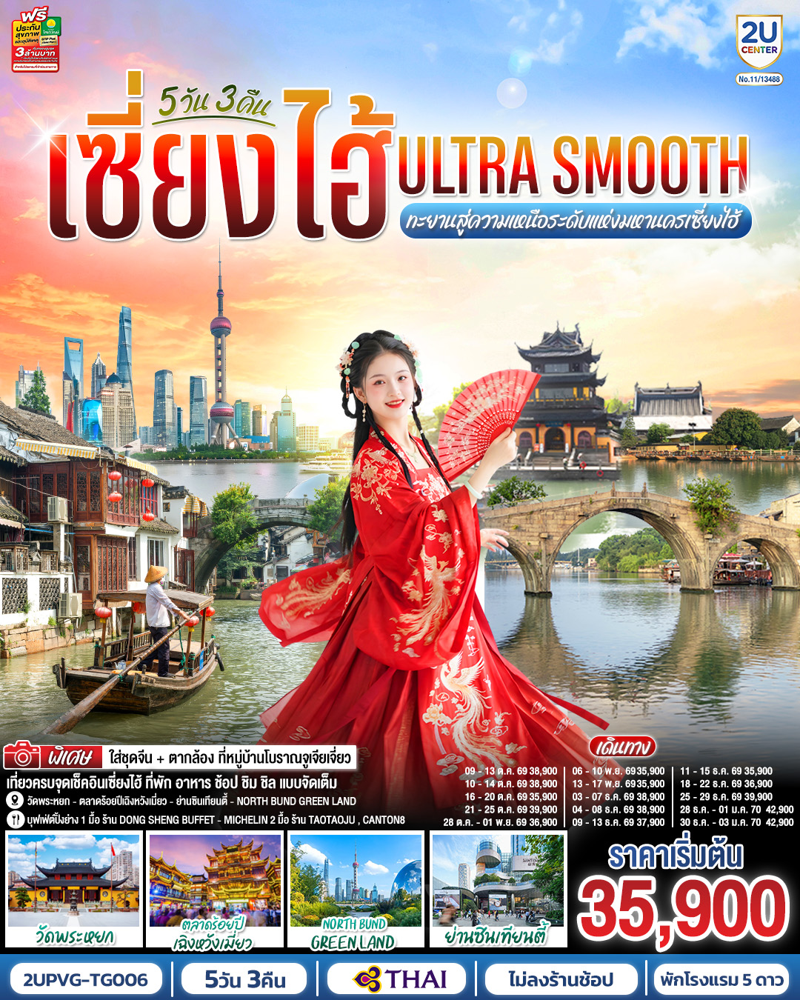 ฟรี
ประกัน
สุขภาพ
และอุบัติเหตุ
3 ล้านบาท
2U
CENTER
No.11/13488
5วัน 3คืน
เซี่ยงไฮ้ ULTRA SMOOTH
ทะยานสู่ความเหนือระดับแห่งมหานครเซี่ยงไฮ้
พิเศษ ใส่ชุดจีน + ตากล้อง ที่หมู่บ้านโบราณจูเจียเจี่ยว
เที่ยวครบจุดเช็คอินเซี่ยงไฮ้ ที่พัก อาหาร ช้อป ชิม ชิล แบบจัดเต็ม
วัดพระหยก - ตลาดร้อยปีเฉิงหวังเมี่ยว - ย่านซินเทียนตี้ - NORTH BUND GREEN LAND
บุฟเฟ่ต์ปิ้งย่าง 1 มื้อ ร้าน DONG SHENG BUFFET - MICHELIN 2 มื้อ ร้าน TAOTAOJU , CANTON8
เดินทาง
09 - 13 ต.ค. 69 38,900
10 - 14 ต.ค. 69 38,900
16 - 20 ต.ค. 69 35,900
21 - 25 ต.ค. 69 39,900
28 ต.ค. - 01 พ.ย. 69 36,900
06 - 10 พ.ย. 69 35,900
13 - 17 พ.ย. 69 35,900
03 - 07 ธ.ค. 69 38,900
04 - 08 ธ.ค. 69 38,900
09 - 13 ธ.ค. 69 37,900
11 - 15 ธ.ค. 69 35,900
18 - 22 ธ.ค. 69 36,900
25 - 29 ธ.ค. 69 39,900
28 ธ.ค. - 01 ม.ค. 70 42,900
30 ธ.ค. - 03 ม.ค. 70 42,900
วัดพระหยก
ตลาดร้อยปี
เฉิงหวังเมี่ยว
NORTH BUND
GREEN LAND
ย่านซินเทียนตี้
ราคาเริ่มต้น
35,900
2UPVG-TG006
5วัน 3คืน
THAI
ไม่ลงร้านช้อป
พักโรงแรม 5 ดาว